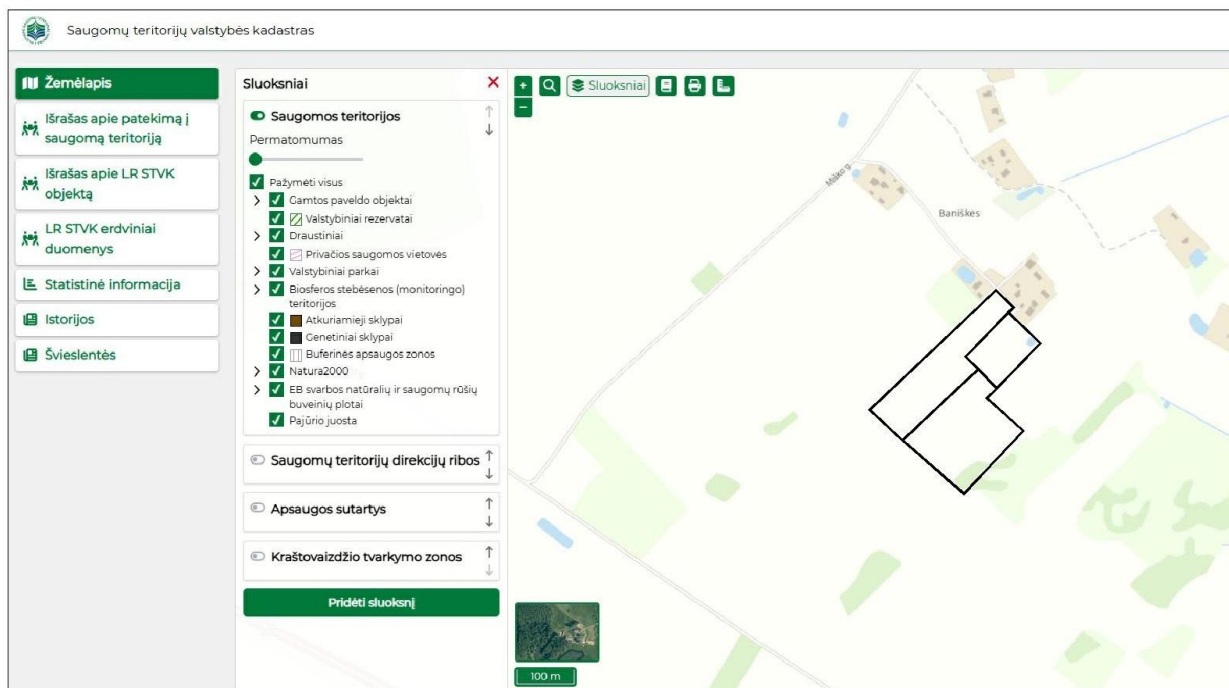 Saugomų teritorijų valstybės kadastras
Žemėlapis
Išrašas apie patekimą į
saugomą teritoriją
Išrašas apie LR STVK
objektą
LR STVK erdviniai
duomenys
Statistinė informacija
Istorijos
Švieslentės
Sluoksniai
Saugomos teritorijos
Permatomumas
Pažymėti visus
Gamtos paveldo objektai
Valstybiniai rezervatai
Draustiniai
Privačios saugomos vietovės
Valstybiniai parkai
Biosferos stebėsenos (monitoringo)
teritorijos
Atkuriamieji sklypai
Genetiniai sklypai
Buferinės apsaugos zonos
Natura2000
EB svarbos natūralių ir saugomų rūšių
buveinių plotai
Pajūrio juosta
Saugomų teritorijų direkcijų ribos
Apsaugos sutartys
Kraštovaizdžio tvarkymo zonos
Pridėti sluoksnį
+ Sluoksniai
−
Miško g.
Baniškės
100 m